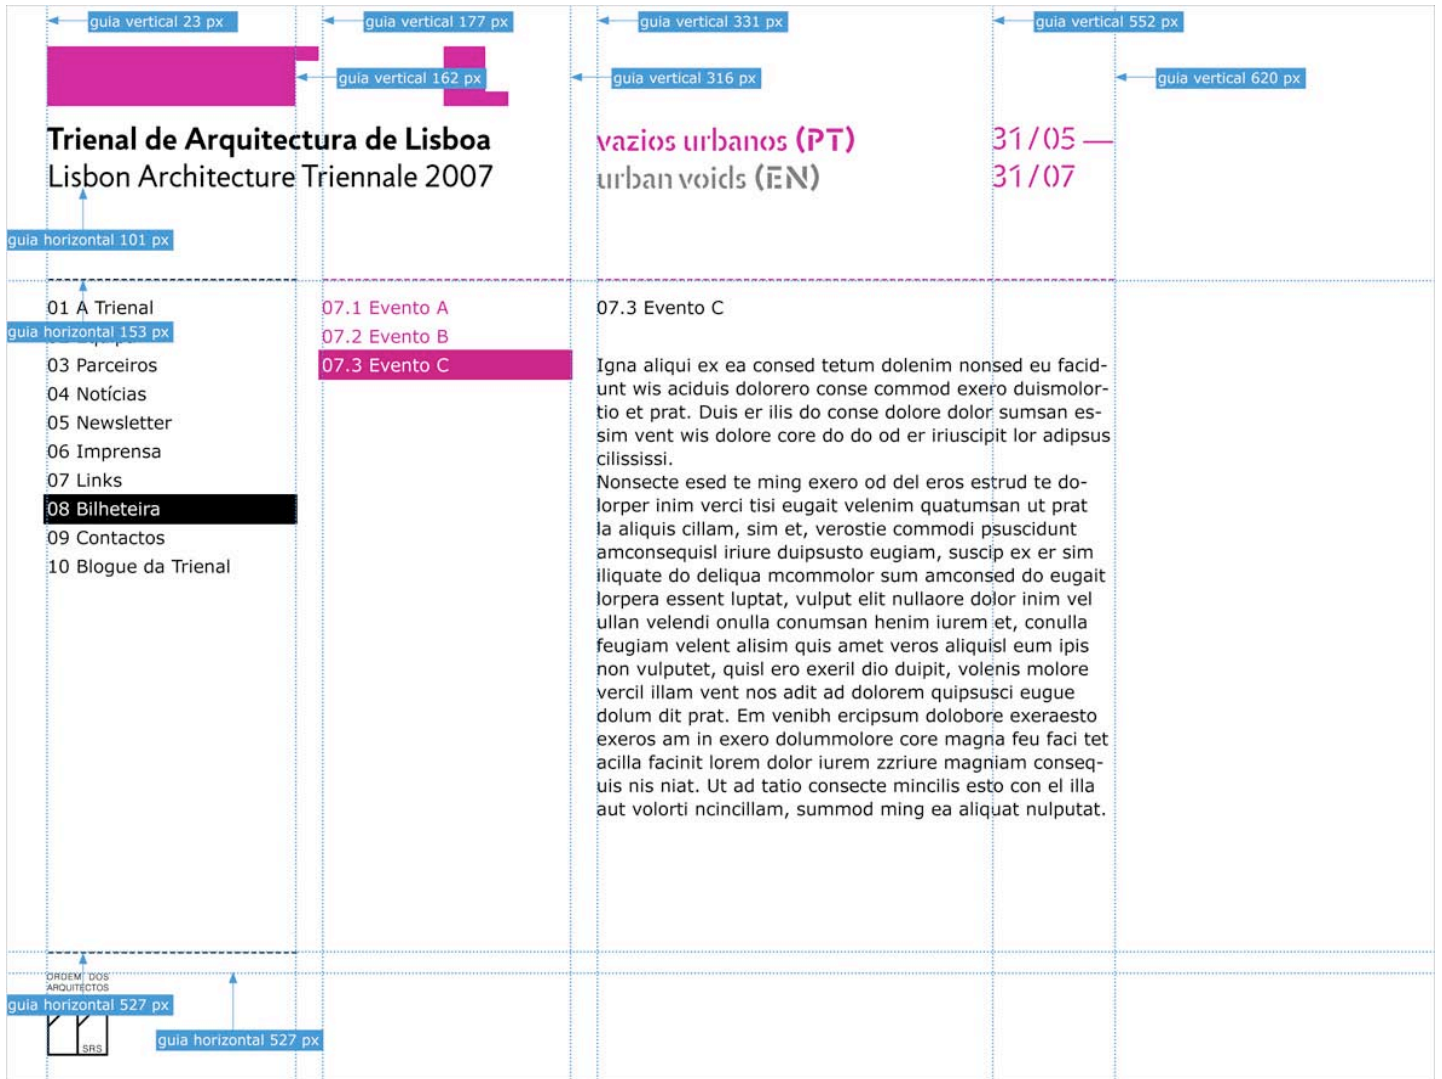 guia vertical 23 px
guia vertical 177 px
guia vertical 331 px
guia vertical 552 px
guia vertical 162 px
guia vertical 316 px
guia vertical 620 px
Trienal de Arquitectura de Lisboa
Lisbon Architecture Triennale 2007
vazios urbanos (PT)
urban voids (EN)
31/05 —
31/07
guia horizontal 101 px
01 A Trienal
guia horizontal 153 px
03 Parceiros
04 Notícias
05 Newsletter
06 Imprensa
07 Links
08 Bilheteira
09 Contactos
10 Blogue da Trienal
07.1 Evento A
07.2 Evento B
07.3 Evento C
07.3 Evento C
Igna aliqui ex ea consed tetum dolenim nonsed eu facid-
unt wis aciduis dolorero conse commod exero duismolor-
tio et prat. Duis er ilis do conse dolore dolor sumsan es-
sim vent wis dolore core do do od er iriuscipit lor adipsus
cilississi.
Nonsecte esed te ming exero od del eros estrud te do-
lorper inim verci tisi eugait velenim quatumsan ut prat
la aliquis cillam, sim et, verostie commodi psuscidunt
amconsequisl iriure duipsusto eugiam, suscip ex er sim
iliquate do deliqua mcommolor sum amconsed do eugait
lorpera essent luptat, vulput elit nullaore dolor inim vel
ullan velendi onulla conumsan henim iurem et, conulla
feugiam velent alisim quis amet veros aliquisl eum ipis
non vulputet, quisl ero exeril dio duipit, volenis molore
vercil illam vent nos adit ad dolorem quipsusci eugue
dolum dit prat. Em venibh ercipsum dolobore exeraesto
exeros am in exero dolummolore core magna feu faci tet
acilla facinit lorem dolor iurem zzriure magniam conseq-
uis nis niat. Ut ad tatio consecte mincilis esto con el illa
aut volorti ncincillam, summod ming ea aliquat nulputat.
ORDEM DOS
ARQUITECTOS
guia horizontal 527 px
guia horizontal 527 px
SRS